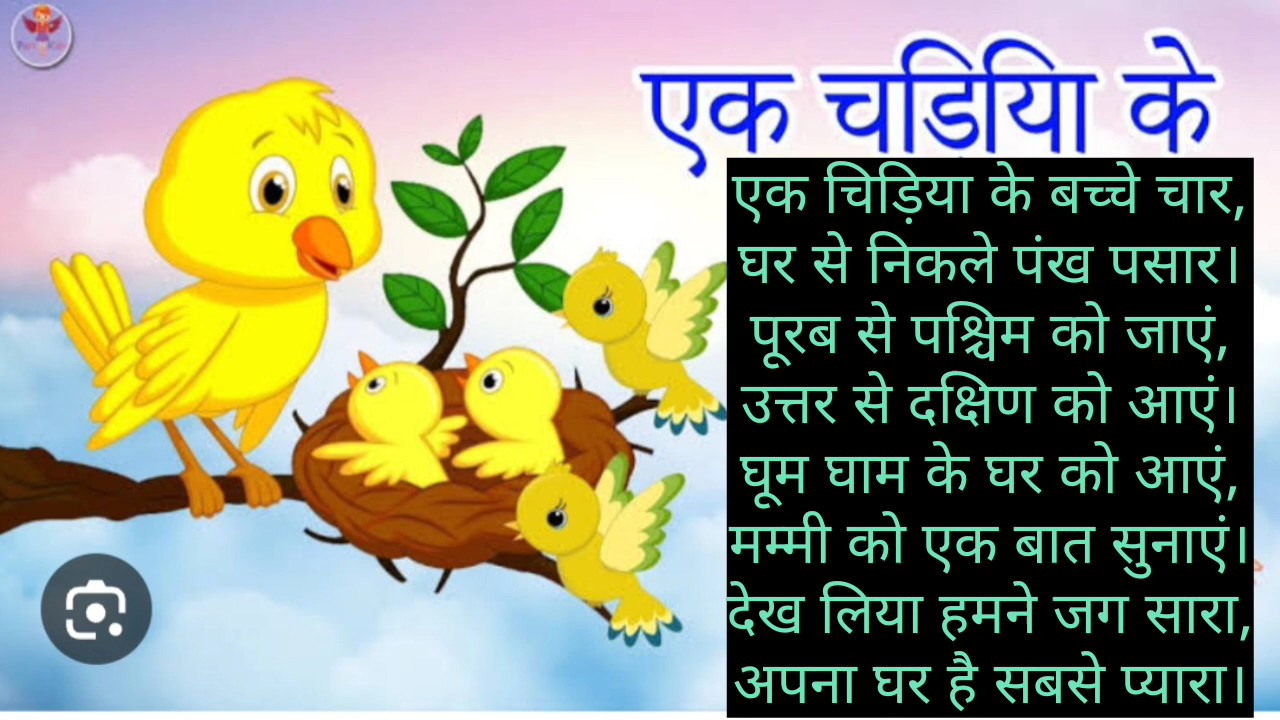 एक चिड़िया के
एक चिड़िया के बच्चे चार,
घर से निकले पंख पसार।
पूरब से पश्चिम को जाएं,
उत्तर से दक्षिण को आएं।
घूम घाम के घर को आएं,
मम्मी को एक बात सुनाएं।
देख लिया हमने जग सारा,
अपना घर है सबसे प्यारा।